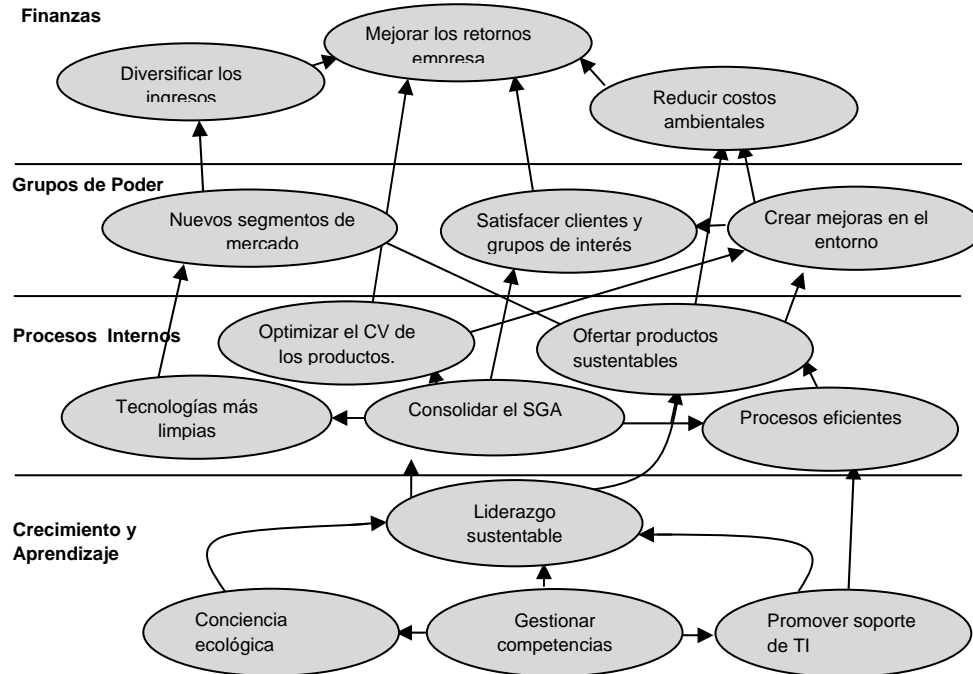 Finanzas
Mejorar los retornos
empresa
Diversificar los
ingresos
Reducir costos
ambientales
Grupos de Poder
Nuevos segmentos de
mercado
Satisfacer clientes y
grupos de interés
Crear mejoras en el
entorno
Procesos Internos
Optimizar el CV de
los productos.
Ofertar productos
sustentables
Tecnologías más
limpias
Consolidar el SGA
Procesos eficientes
Crecimiento y
Aprendizaje
Liderazgo
sustentable
Conciencia
ecológica
Gestionar
competencias
Promover soporte
de TI